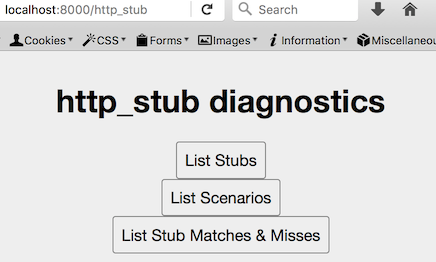 localhost:8000/http_stub Search
Cookies CSS Forms Images Information Miscellaneou
http_stub diagnostics
List Stubs
List Scenarios
List Stub Matches & Misses